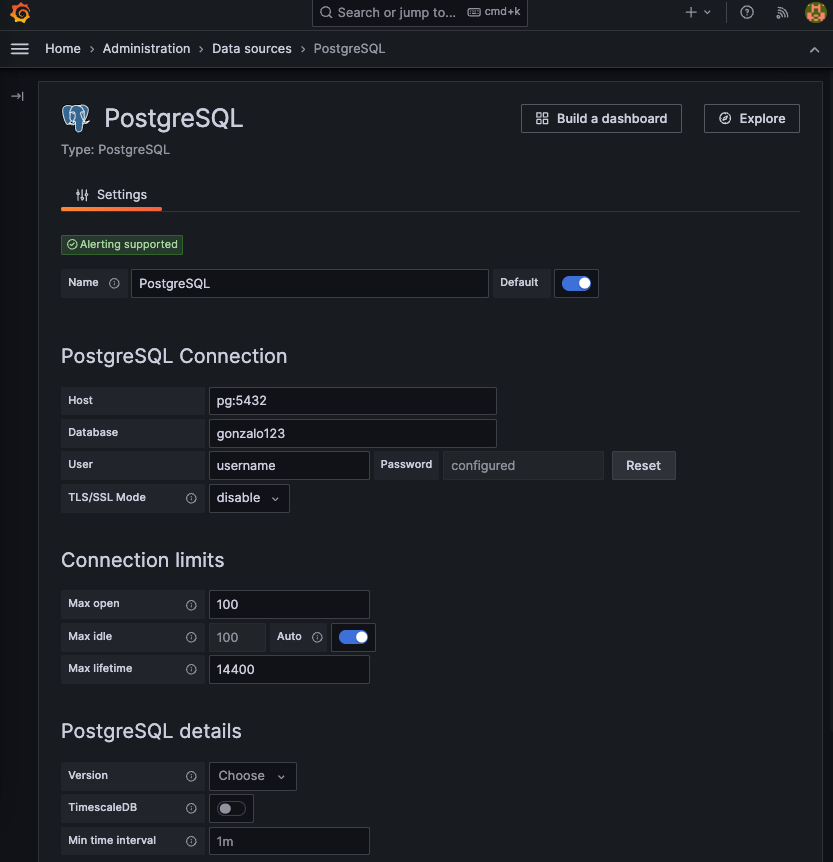 Search or jump to... cmd+k
Home › Administration › Data sources › PostgreSQL
PostgreSQL
Build a dashboard
Explore
Type: PostgreSQL
Settings
Alerting supported
Name PostgreSQL Default
PostgreSQL Connection
Host pg:5432
Database gonzalo123
User username Password configured Reset
TLS/SSL Mode disable
Connection limits
Max open 100
Max idle 100 Auto
Max lifetime 14400
PostgreSQL details
Version Choose
TimescaleDB
Min time interval 1m